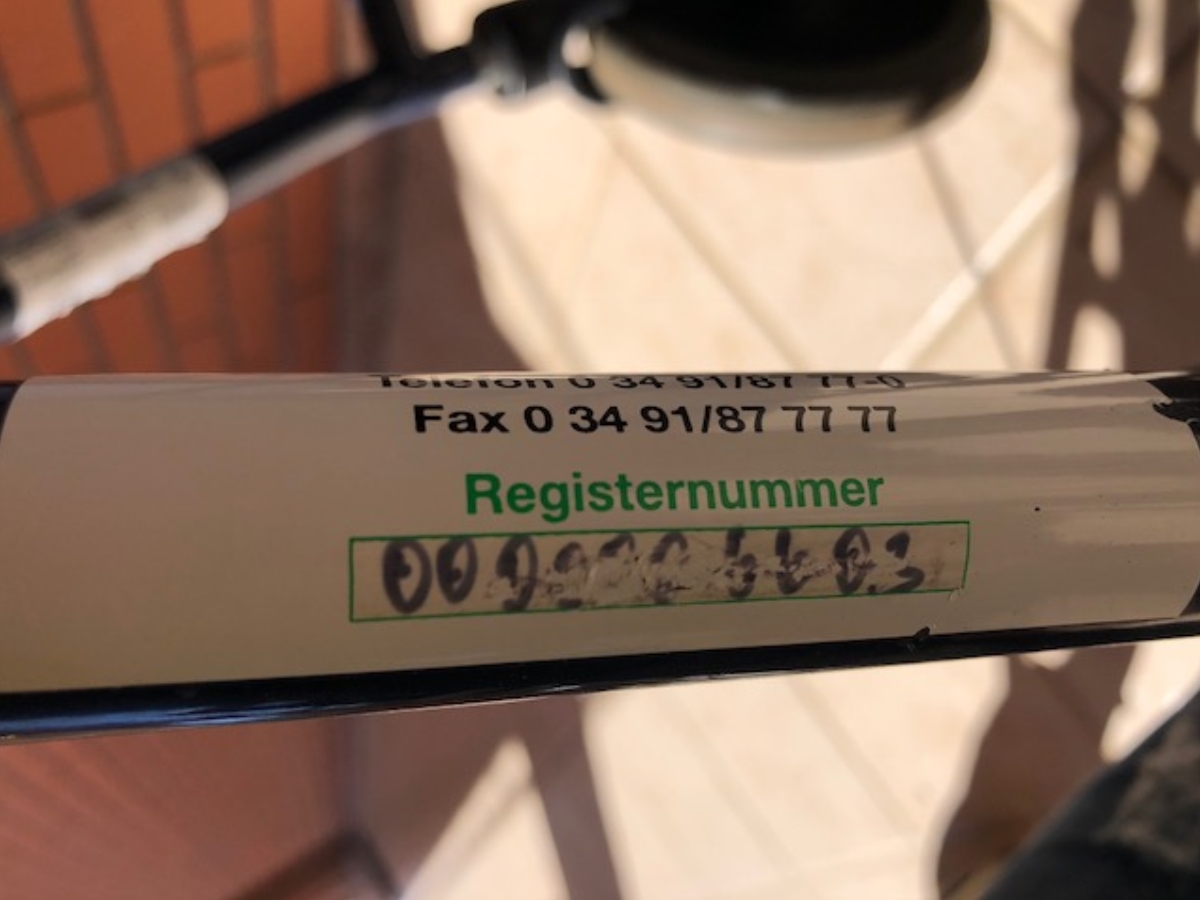 Telefon 0 34 91/87 77-0
Fax 0 34 91/87 77 77
Registernummer